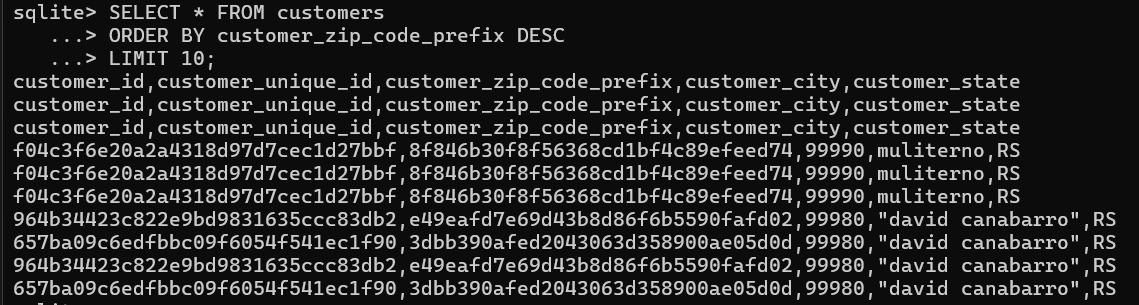 sqlite> SELECT * FROM customers
...> ORDER BY customer_zip_code_prefix DESC
...> LIMIT 10;
customer_id,customer_unique_id,customer_zip_code_prefix,customer_city,customer_state
customer_id,customer_unique_id,customer_zip_code_prefix,customer_city,customer_state
customer_id,customer_unique_id,customer_zip_code_prefix,customer_city,customer_state
f04c3f6e20a2a4318d97d7cec1d27bbf,8f846b30f8f56368cd1bf4c89efeed74,99990,muliterno,RS
f04c3f6e20a2a4318d97d7cec1d27bbf,8f846b30f8f56368cd1bf4c89efeed74,99990,muliterno,RS
f04c3f6e20a2a4318d97d7cec1d27bbf,8f846b30f8f56368cd1bf4c89efeed74,99990,muliterno,RS
964b34423c822e9bd9831635ccc83db2,e49eafd7e69d43b8d86f6b5590fafd02,99980,"david canabarro",RS
657ba09c6edfbbc09f6054f541ec1f90,3dbb390afed2043063d358900ae05d0d,99980,"david canabarro",RS
964b34423c822e9bd9831635ccc83db2,e49eafd7e69d43b8d86f6b5590fafd02,99980,"david canabarro",RS
657ba09c6edfbbc09f6054f541ec1f90,3dbb390afed2043063d358900ae05d0d,99980,"david canabarro",RS